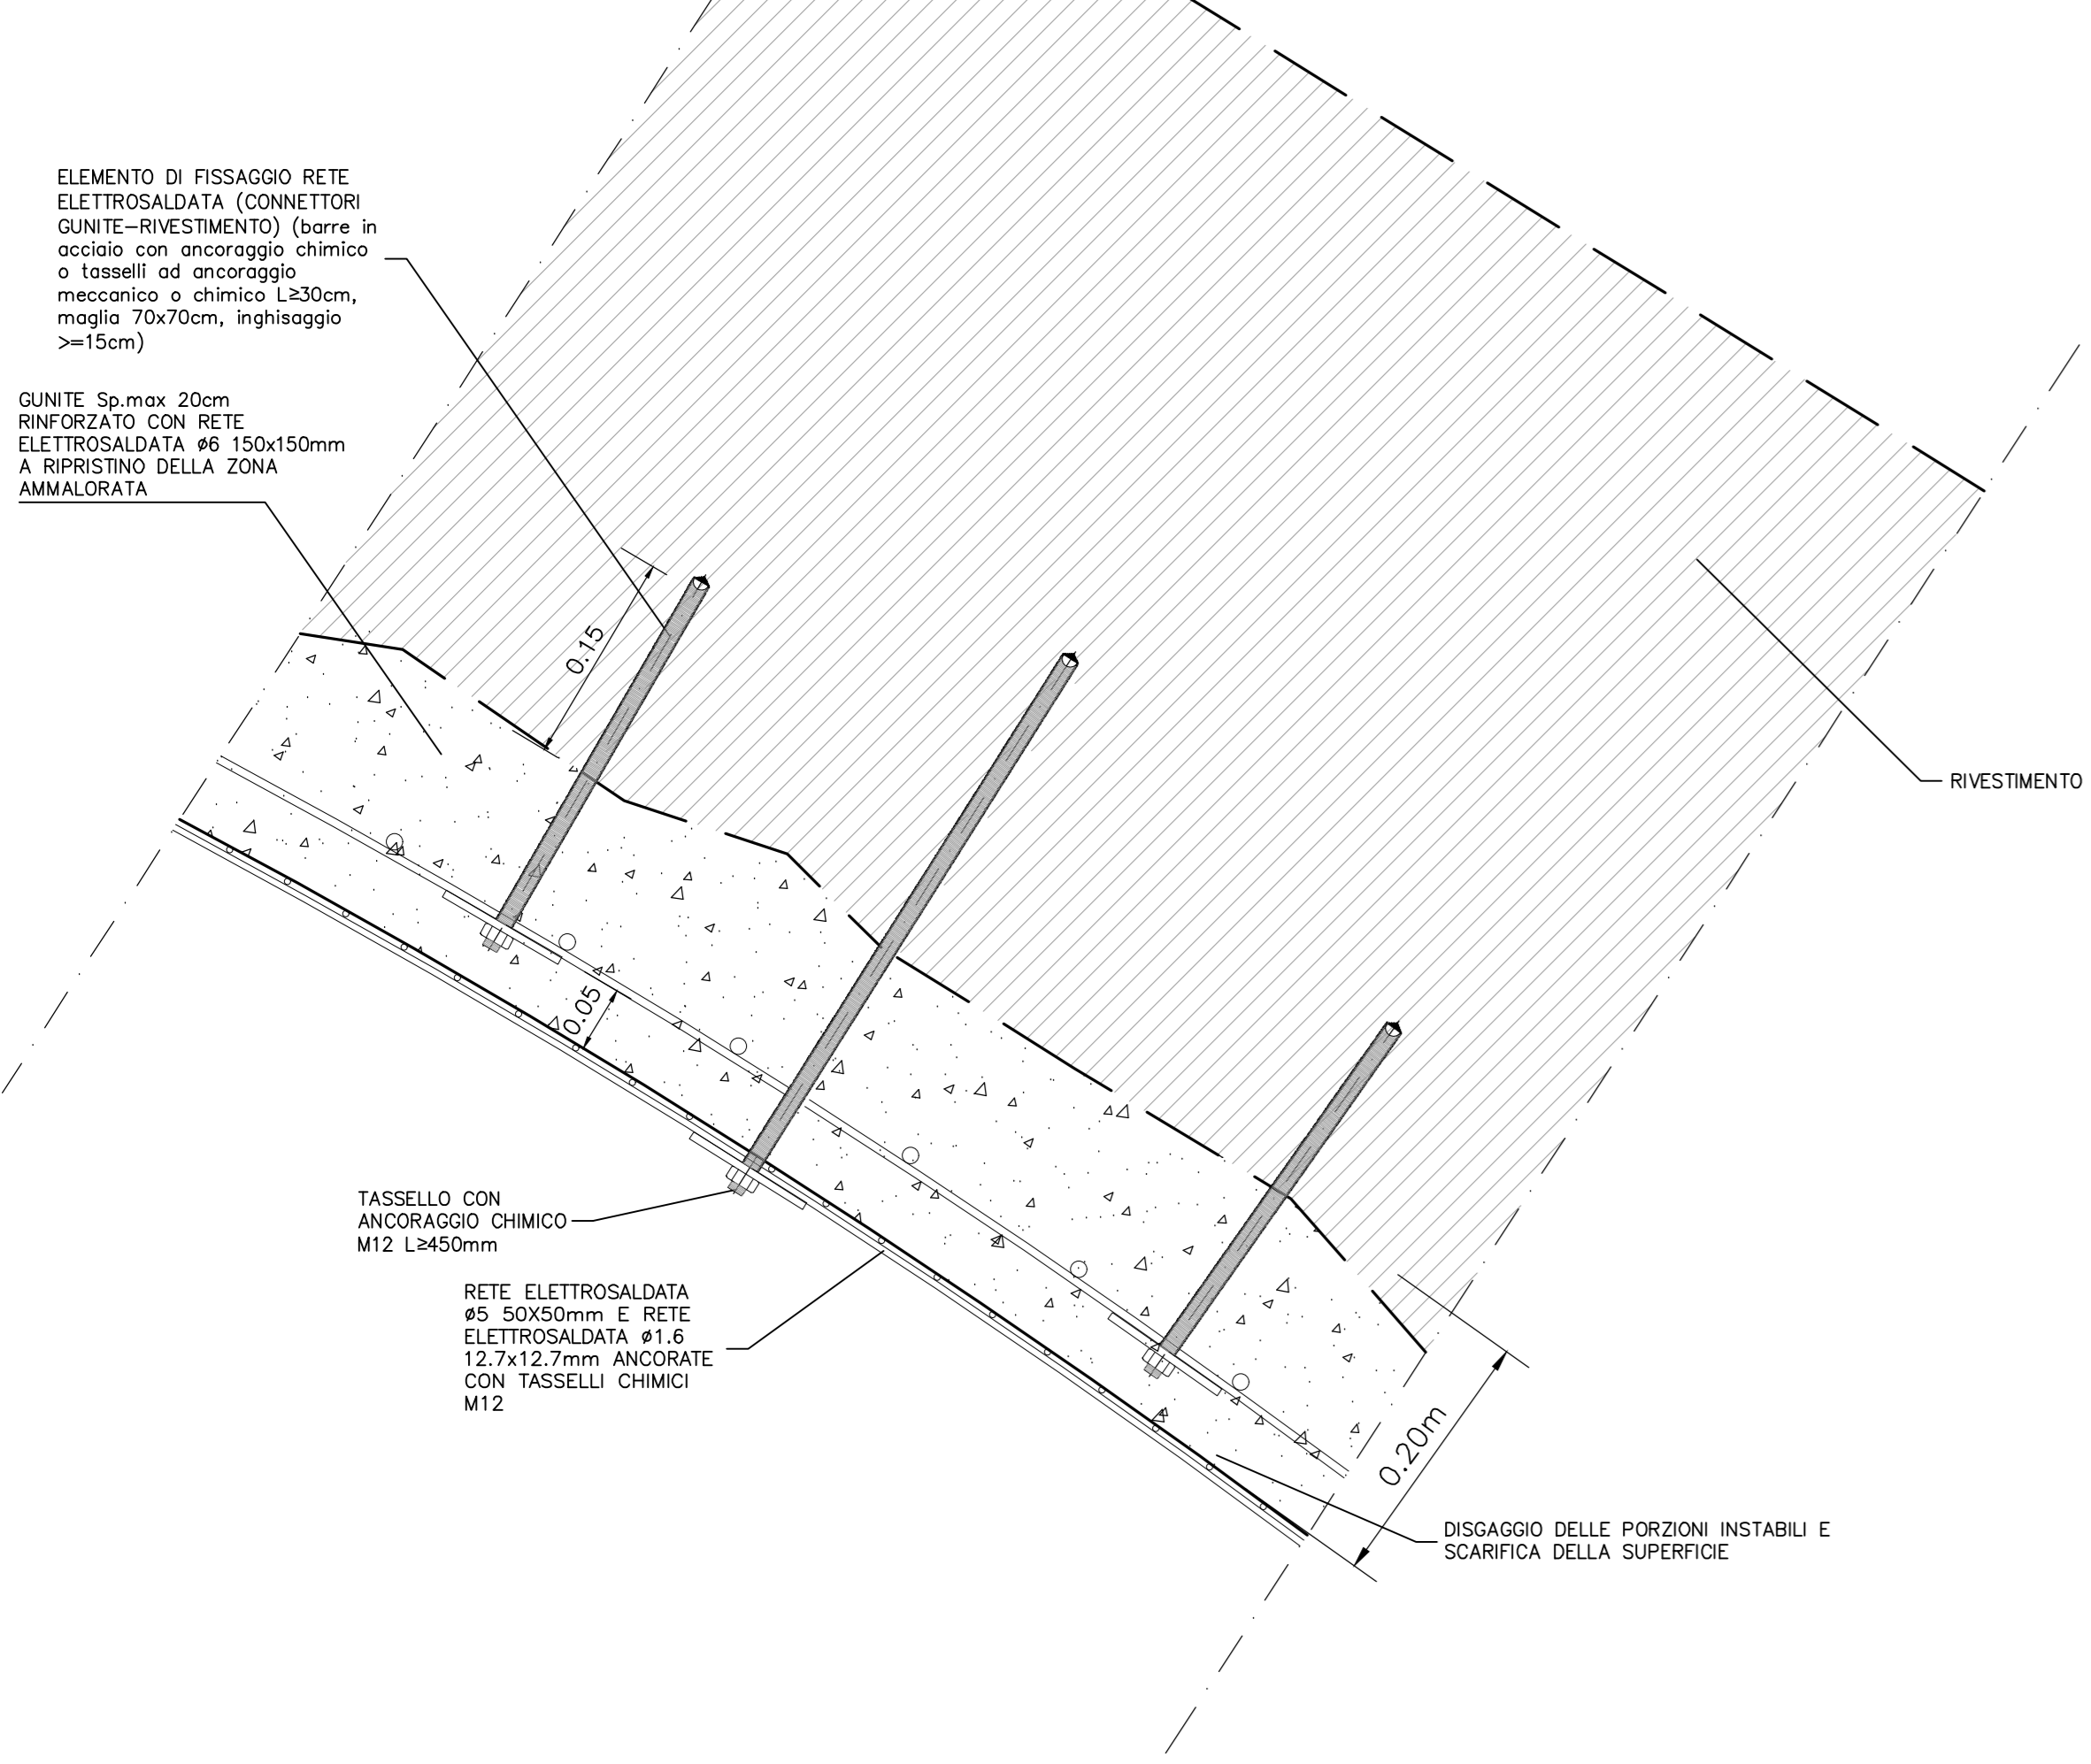 ELEMENTO DI FISSAGGIO RETE
ELETTROSALDATA (CONNETTORI
GUNITE-RIVESTIMENTO) (barre in
acciaio con ancoraggio chimico
o tasselli ad ancoraggio
meccanico o chimico L≥30cm,
maglia 70x70cm, inghisaggio
>=15cm)
GUNITE Sp.max 20cm
RINFORZATO CON RETE
ELETTROSALDATA ø6 150x150mm
A RIPRISTINO DELLA ZONA
AMMALORATA
0.15
RIVESTIMENTO
0.05
TASSELLO CON
ANCORAGGIO CHIMICO
M12 L≥450mm
RETE ELETTROSALDATA
ø5 50X50mm E RETE
ELETTROSALDATA ø1.6
12.7x12.7mm ANCORATE
CON TASSELLI CHIMICI
M12
0.20m
DISGAGGIO DELLE PORZIONI INSTABILI E
SCARIFICA DELLA SUPERFICIE